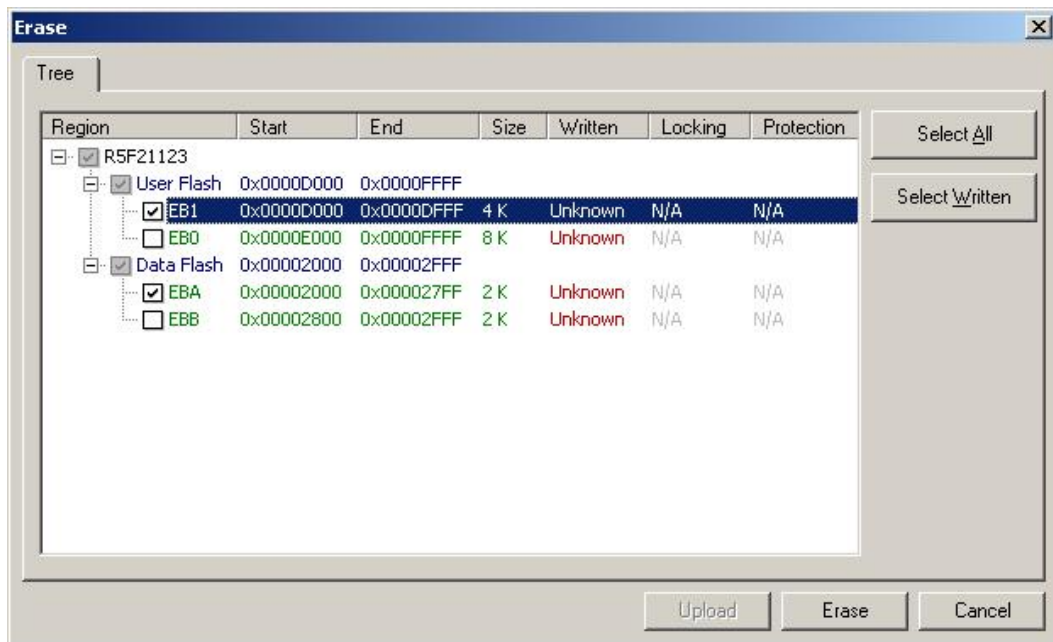 Erase
Tree
Region Start End Size Written Locking Protection
R5F21123
User Flash 0x0000D000 0x0000FFFF
EB1 0x0000D000 0x0000DFFF 4 K Unknown N/A N/A
EB0 0x0000E000 0x0000FFFF 8 K Unknown N/A N/A
Data Flash 0x00002000 0x00002FFF
EBA 0x00002000 0x000027FF 2 K Unknown N/A N/A
EBB 0x00002800 0x00002FFF 2 K Unknown N/A N/A
Select All
Select Written
Upload Erase Cancel